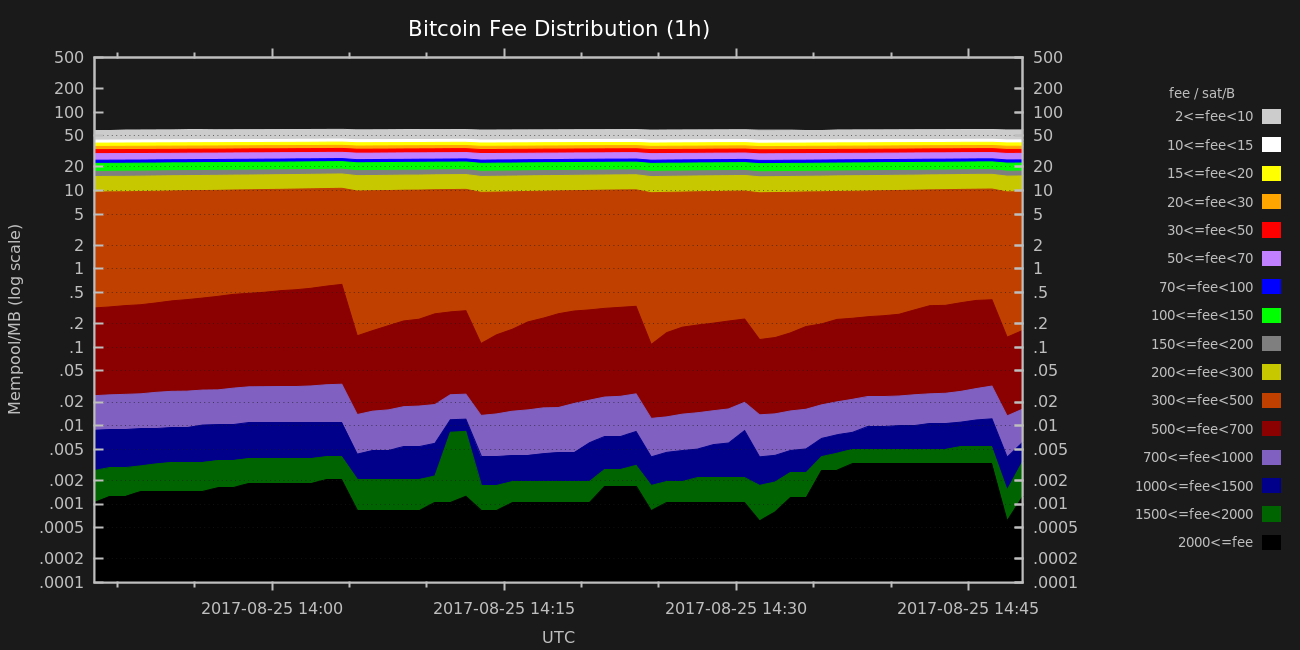 Bitcoin Fee Distribution (1h)
500
200
100
50
20
10
5
2
1
.5
.2
.1
.05
.02
.01
.005
.002
.001
.0005
.0002
.0001
Mempool/MB (log scale)
500
200
100
50
20
10
5
2
1
.5
.2
.1
.05
.02
.01
.005
.002
.001
.0005
.0002
.0001
2017-08-25 14:00 2017-08-25 14:15 2017-08-25 14:30 2017-08-25 14:45
UTC
fee / sat/B
2<=fee<10
10<=fee<15
15<=fee<20
20<=fee<30
30<=fee<50
50<=fee<70
70<=fee<100
100<=fee<150
150<=fee<200
200<=fee<300
300<=fee<500
500<=fee<700
700<=fee<1000
1000<=fee<1500
1500<=fee<2000
2000<=fee